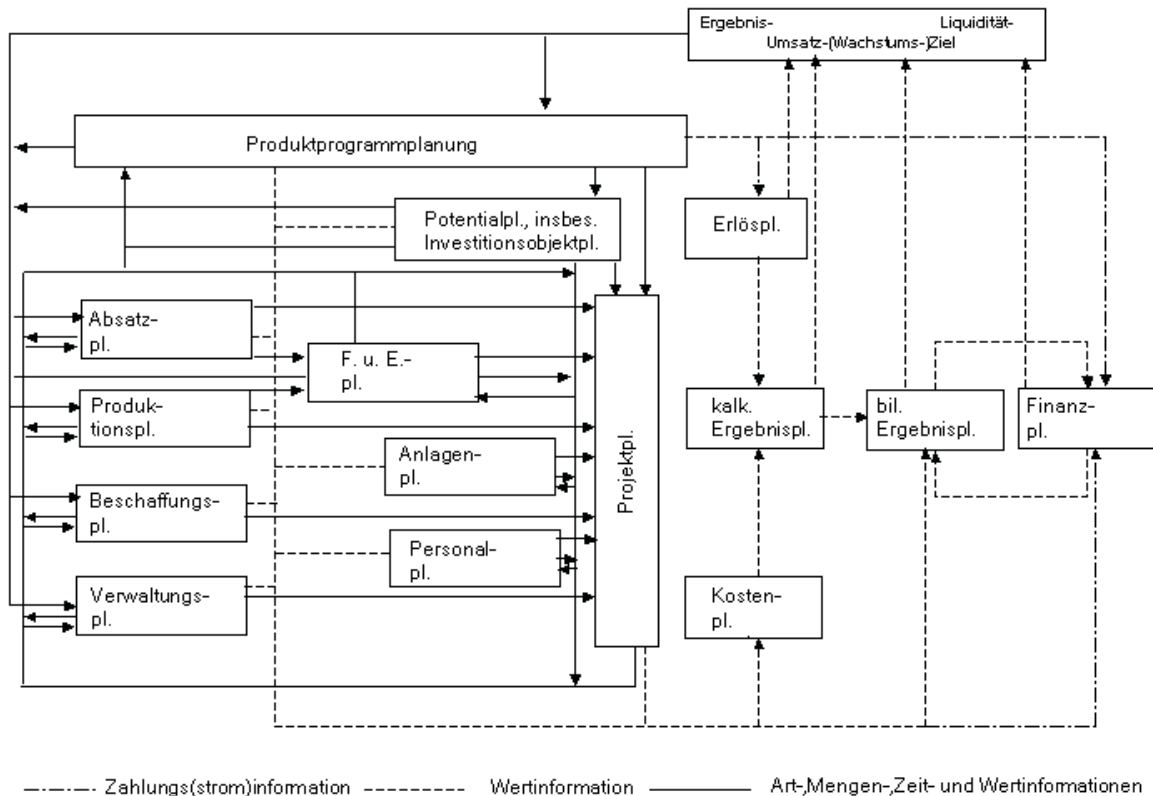 Ergebnis- Liquidität-
Umsatz-(Wachstums-)Ziel
Produktprogrammplanung
Potentialpl., insbes.
Investitionsobjektpl.
Erlöspl.
Absatz-
pl.
F. u. E.-
pl.
Produk-
tionspl.
kalk.
Ergebnispl.
bil.
Ergebnispl.
Finanz-
pl.
Anlagen-
pl.
Projektpl.
Beschaffungs-
pl.
Personal-
pl.
Verwaltungs-
pl.
Kosten-
pl.
Zahlungs(strom)information Wertinformation Art-,Mengen-,Zeit- und Wertinformationen